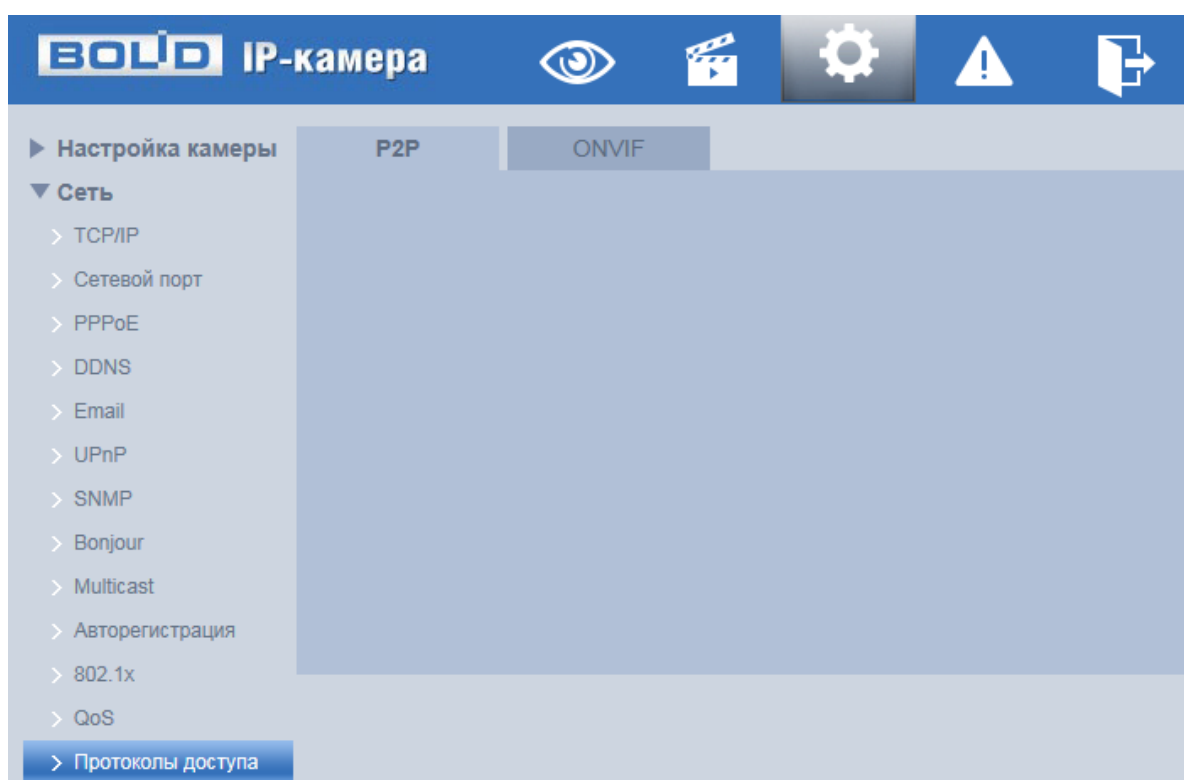 BOLID IP-камера
Настройка камеры
P2P
ONVIF
Сеть
TCP/IP
Сетевой порт
PPPoE
DDNS
Email
UPnP
SNMP
Bonjour
Multicast
Авторегистрация
802.1x
QoS
Протоколы доступа